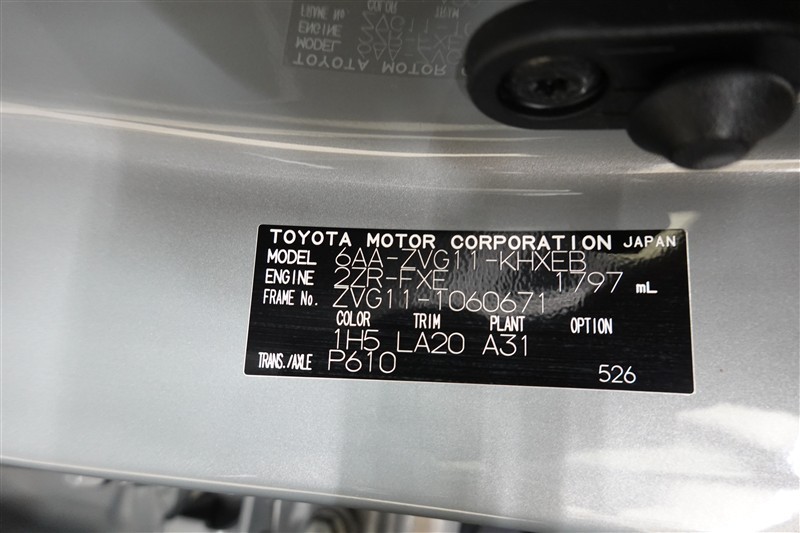 TOYOTA MOTOR CORPORATION JAPAN
MODEL 6AA-ZVG11-KHXEB
ENGINE 2ZR-FXE 1797 mL
FRAME No. ZVG11-1060671
COLOR TRIM PLANT OPTION
1H5 LA20 A31
TRANS./AXLE P610
526